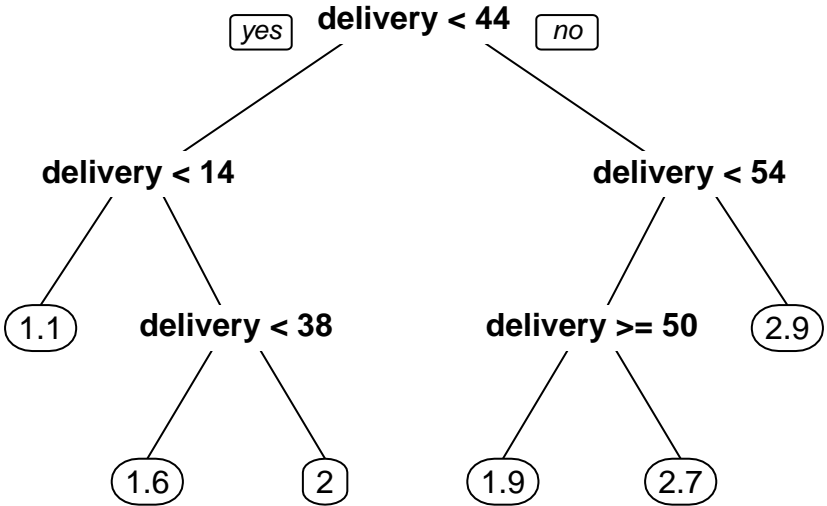 yes delivery < 44 no
delivery < 14 delivery < 54
1.1 delivery < 38 delivery >= 50 2.9
1.6 2 1.9 2.7